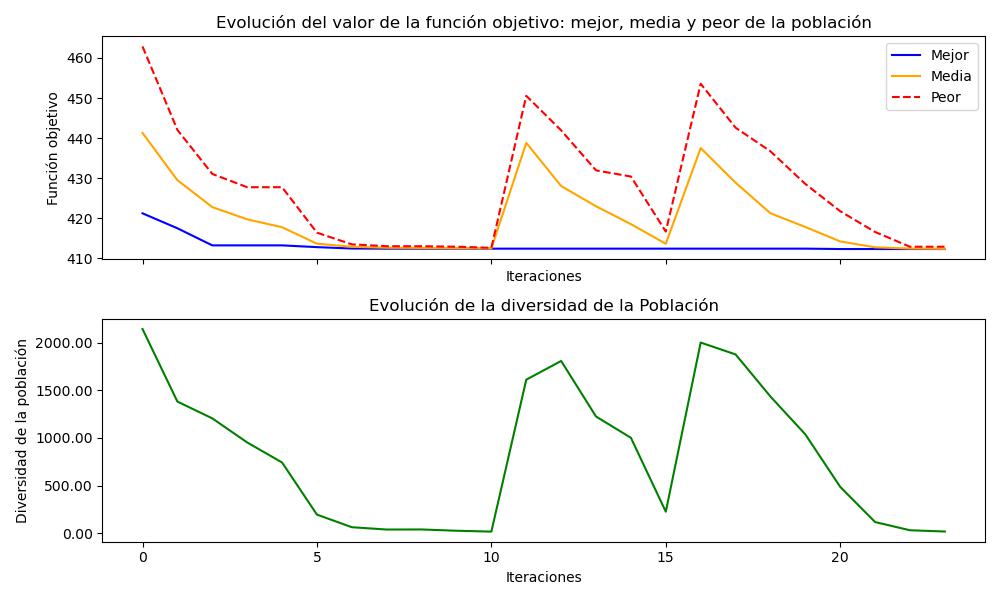 Evolución del valor de la función objetivo: mejor, media y peor de la población
Función objetivo
460
450
440
430
420
410
Mejor
Media
Peor
Iteraciones
Evolución de la diversidad de la Población
Diversidad de la población
2000.00
1500.00
1000.00
500.00
0.00
0 5 10 15 20
Iteraciones